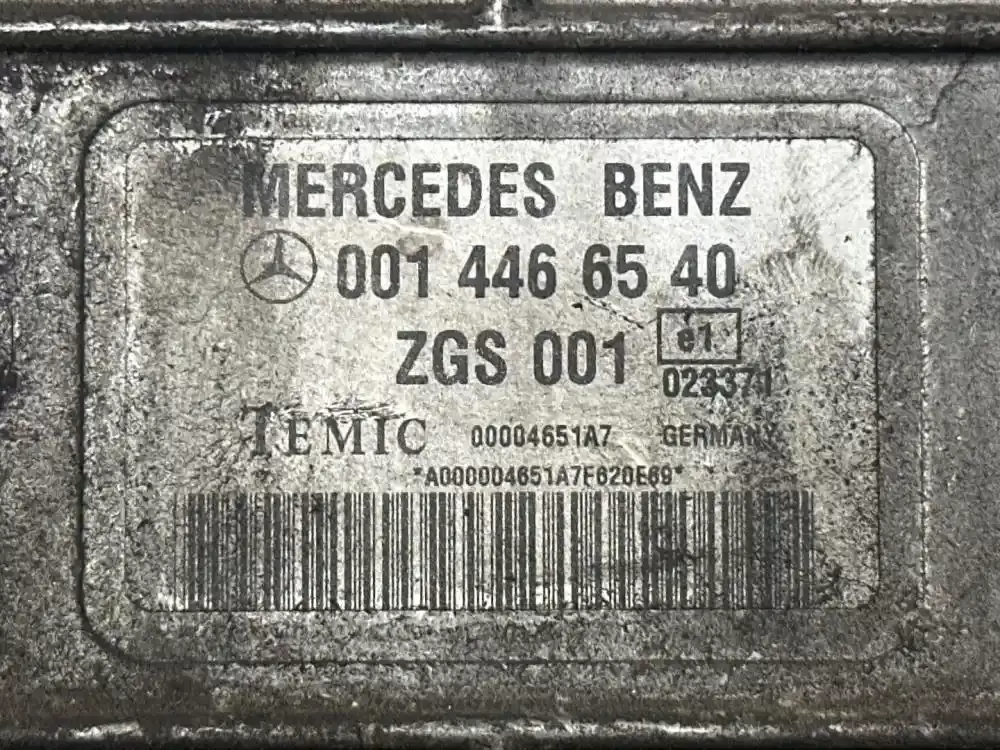 MERCEDES BENZ
001 446 65 40
ZGS 001 e1
023371
TEMIC 00004651A7 GERMANY
*A000004651A7F620E69*